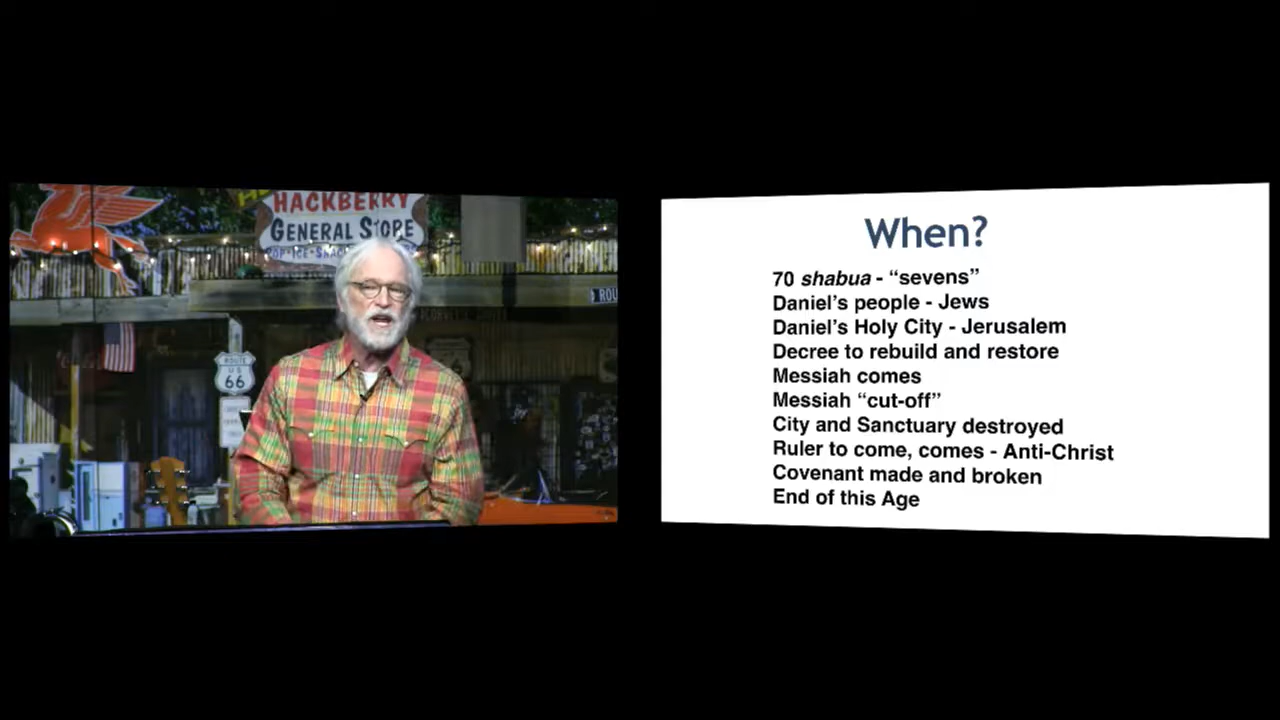 HACKBERRY
GENERAL STORE
ROUTE
US
66
When?
70 shabua - “sevens”
Daniel’s people - Jews
Daniel’s Holy City - Jerusalem
Decree to rebuild and restore
Messiah comes
Messiah “cut-off”
City and Sanctuary destroyed
Ruler to come, comes - Anti-Christ
Covenant made and broken
End of this Age